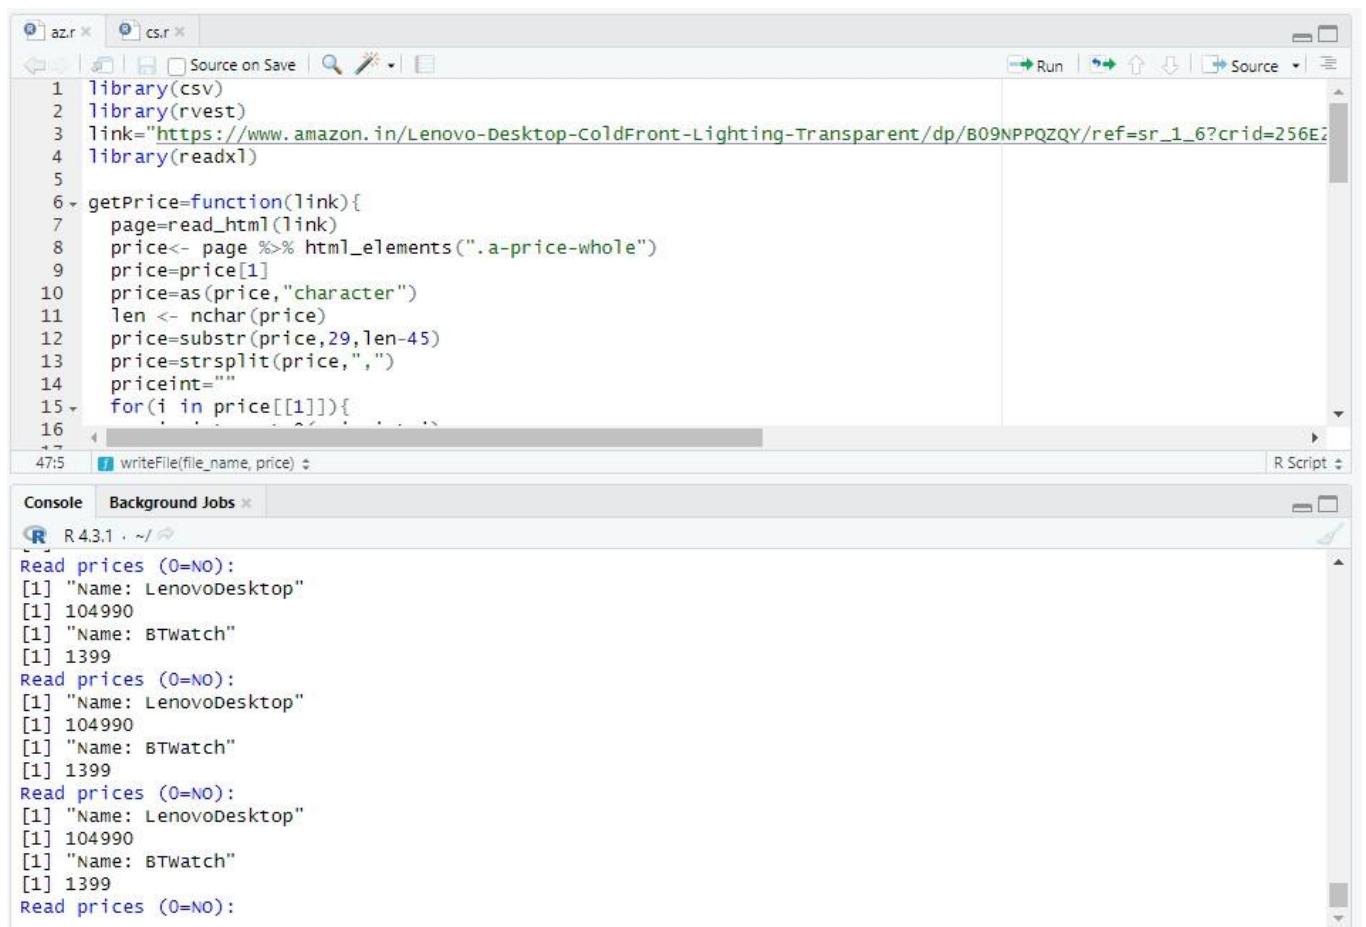 az.r × cs.r ×
Source on Save Run Source
1 library(csv)
2 library(rvest)
3 link="https://www.amazon.in/Lenovo-Desktop-ColdFront-Lighting-Transparent/dp/B09NPPQZQY/ref=sr_1_6?crid=256EZ
4 library(readxl)
5
6 getPrice=function(link){
7 page=read_html(link)
8 price<- page %>% html_elements(".a-price-whole")
9 price=price[1]
10 price=as(price,"character")
11 len <- nchar(price)
12 price=substr(price,29,len-45)
13 price=strsplit(price,",")
14 priceint=""
15 for(i in price[[1]]){
16
47:5 writeFile(file_name, price) R Script
Console Background Jobs ×
R R 4.3.1 · ~/
Read prices (0=NO):
[1] "Name: LenovoDesktop"
[1] 104990
[1] "Name: BTWatch"
[1] 1399
Read prices (0=NO):
[1] "Name: LenovoDesktop"
[1] 104990
[1] "Name: BTWatch"
[1] 1399
Read prices (0=NO):
[1] "Name: LenovoDesktop"
[1] 104990
[1] "Name: BTWatch"
[1] 1399
Read prices (0=NO):